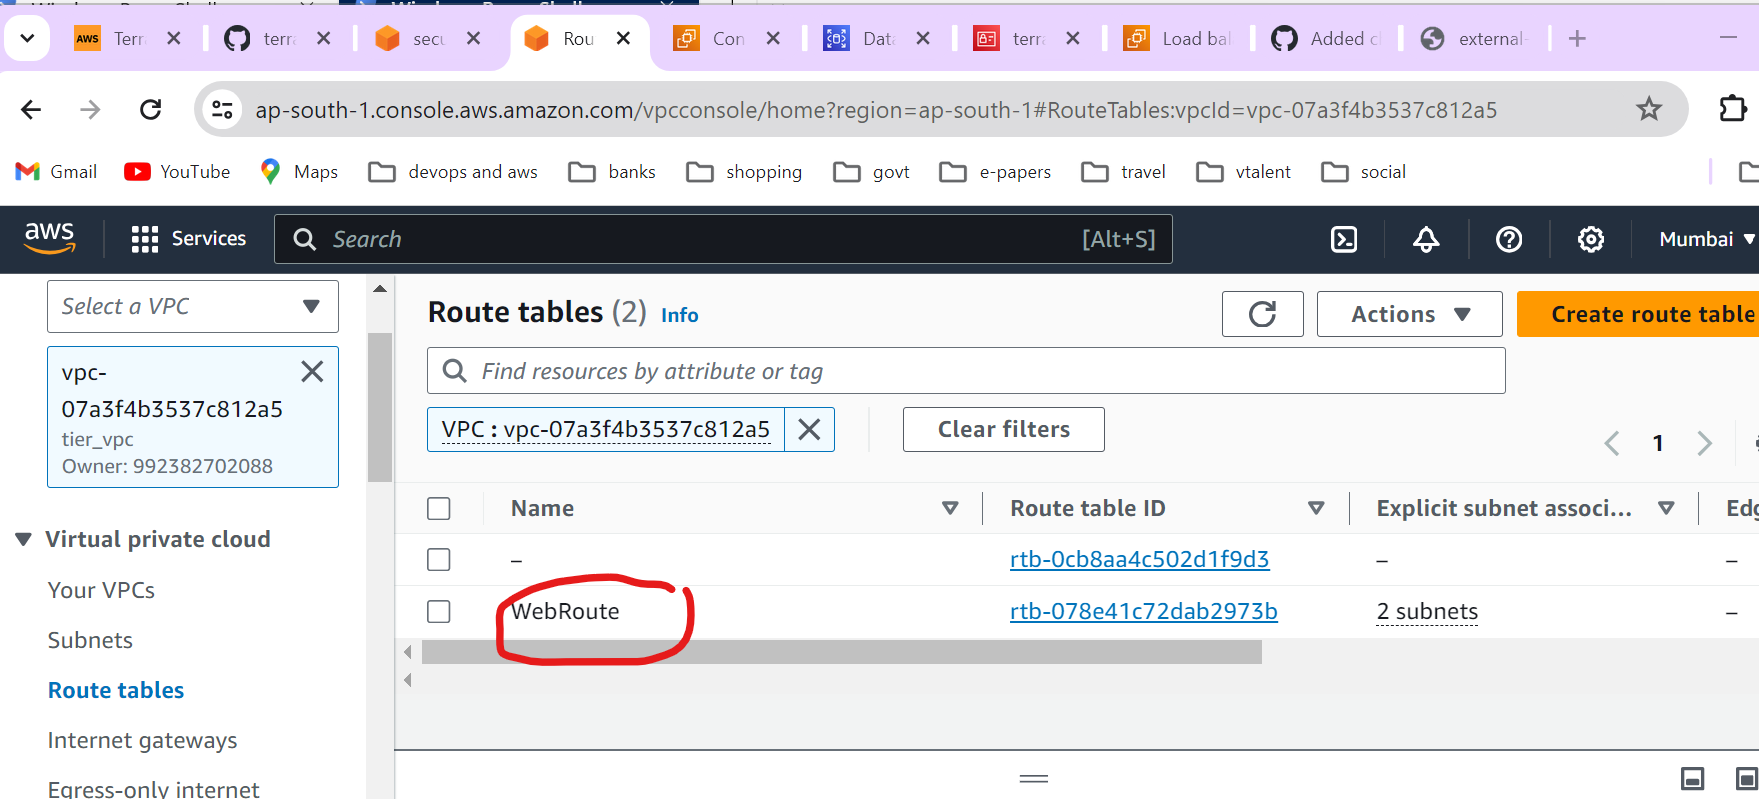 Terr
terra
secu
Rou
Con
Data
terra
Load bal
Added c
external-
ap-south-1.console.aws.amazon.com/vpcconsole/home?region=ap-south-1#RouteTables:vpcId=vpc-07a3f4b3537c812a5
Gmail YouTube Maps devops and aws banks shopping govt e-papers travel vtalent social
aws Services Search [Alt+S] Mumbai
Select a VPC
vpc-
07a3f4b3537c812a5
tier_vpc
Owner: 992382702088
Virtual private cloud
Your VPCs
Subnets
Route tables
Internet gateways
Egress-only internet
Route tables (2) Info Actions Create route table
Find resources by attribute or tag
VPC : vpc-07a3f4b3537c812a5 Clear filters
1
Name Route table ID Explicit subnet associ... Edg
– rtb-0cb8aa4c502d1f9d3 – –
WebRoute rtb-078e41c72dab2973b 2 subnets –